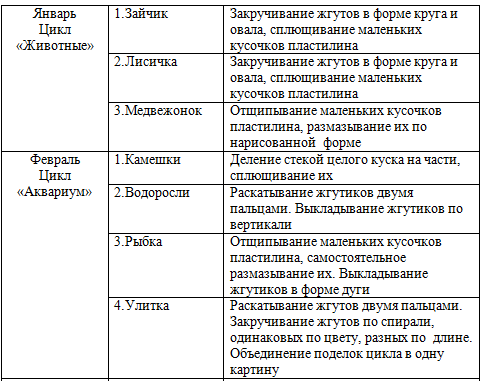 Январь
Цикл
«Животные»
1.Зайчик
Закручивание жгутов в форме круга и
овала, сплющивание маленьких
кусочков пластилина
2.Лисичка
Закручивание жгутов в форме круга и
овала, сплющивание маленьких
кусочков пластилина
3.Медвежонок
Отщипывание маленьких кусочков
пластилина, размазывание их по
нарисованной форме
Февраль
Цикл
«Аквариум»
1.Камешки
Деление стекой целого куска на части,
сплющивание их
2.Водоросли
Раскатывание жгутиков двумя
пальцами. Выкладывание жгутиков по
вертикали
3.Рыбка
Отщипывание маленьких кусочков
пластилина, самостоятельное
размазывание их. Выкладывание
жгутиков в форме дуги
4.Улитка
Раскатывание жгутов двумя пальцами.
Закручивание жгутов по спирали,
одинаковых по цвету, разных по длине.
Объединение поделок цикла в одну
картину